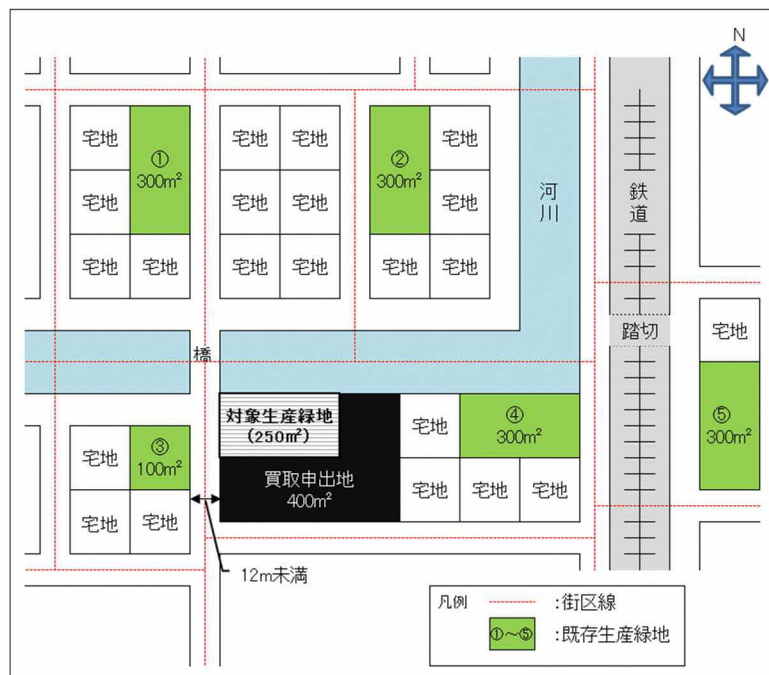 N
宅地
①
300m²
宅地
宅地
宅地
宅地
宅地
宅地
宅地
宅地
宅地
宅地
②
300m²
宅地
宅地
宅地
宅地
河川
鉄道
橋
踏切
宅地
対象生産緑地
(250㎡)
買取申出地
400m²
宅地
④
300m²
宅地
宅地
宅地
⑤
300m²
宅地
③
100m²
宅地
宅地
12m未満
凡例
:街区線
①~⑤
:既存生産緑地